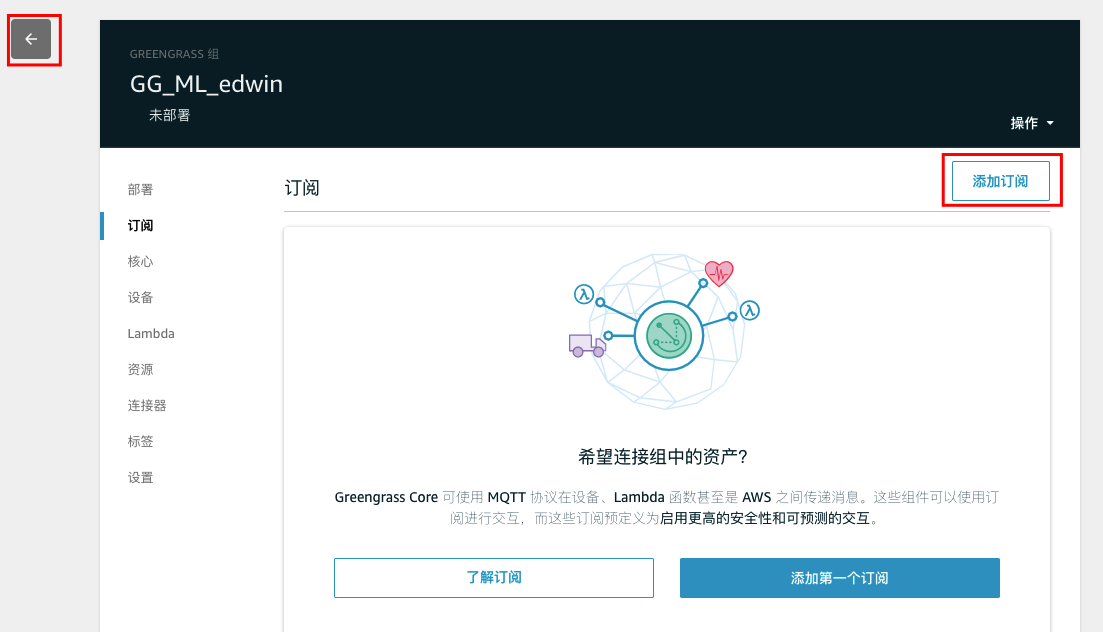 GREENGRASS 组
GG_ML_edwin
未部署
操作
部署
订阅
核心
设备
Lambda
资源
连接器
标签
设置
订阅
添加订阅
λ
λ
希望连接组中的资产?
Greengrass Core 可使用 MQTT 协议在设备、Lambda 函数甚至是 AWS 之间传递消息。这些组件可以使用订
阅进行交互，而这些订阅预定义为启用更高的安全性和可预测的交互。
了解订阅
添加第一个订阅